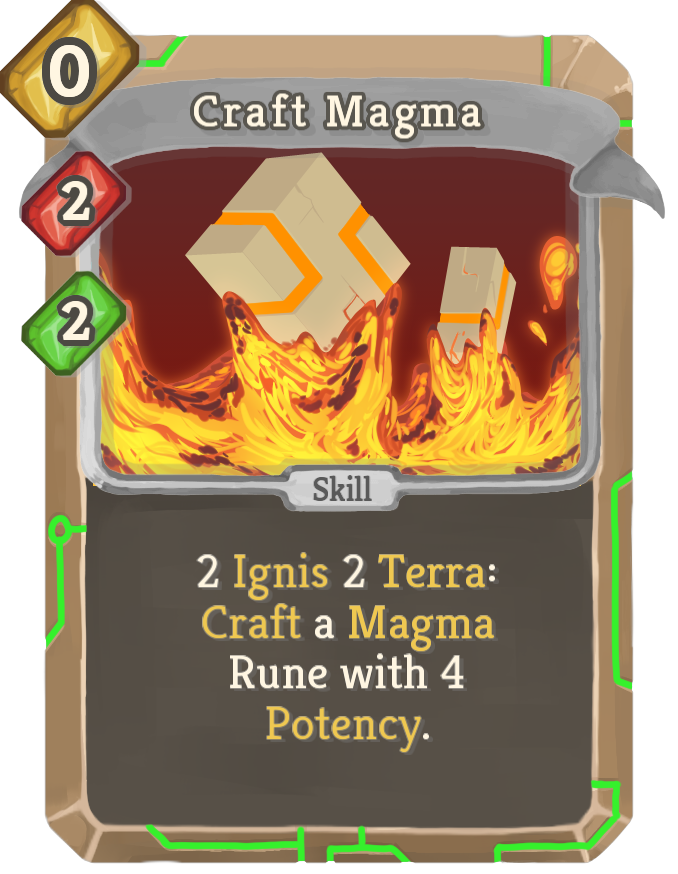 0
Craft Magma
2
2
Skill
2 Ignis 2 Terra:
Craft a Magma
Rune with 4
Potency.